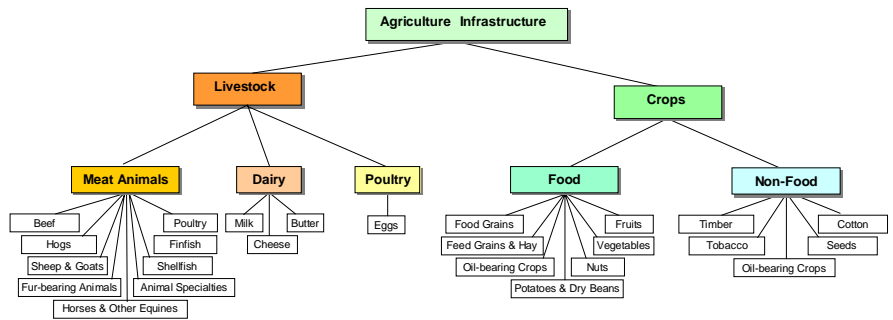 Agriculture Infrastructure
Livestock
Crops
Meat Animals
Dairy
Poultry
Food
Non-Food
Beef
Poultry
Hogs
Finfish
Sheep & Goats
Shellfish
Fur-bearing Animals
Animal Specialties
Horses & Other Equines
Milk
Butter
Cheese
Eggs
Food Grains
Fruits
Feed Grains & Hay
Vegetables
Oil-bearing Crops
Nuts
Potatoes & Dry Beans
Timber
Cotton
Tobacco
Seeds
Oil-bearing Crops